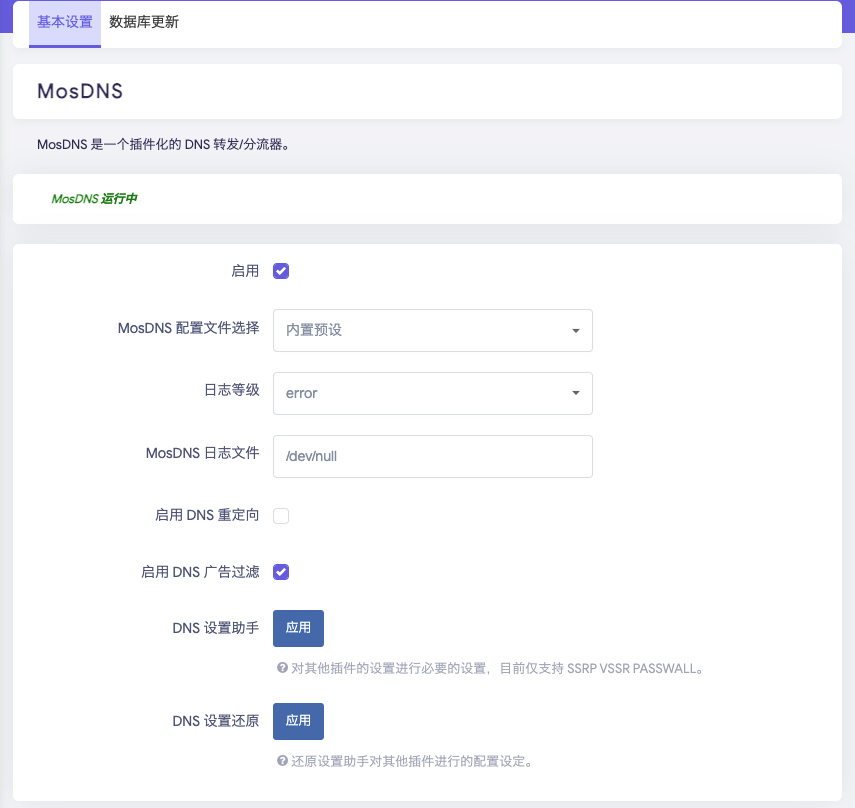 基本设置 数据库更新
MosDNS
MosDNS 是一个插件化的 DNS 转发/分流器。
MosDNS 运行中
启用
MosDNS 配置文件选择 内置预设
日志等级 error
MosDNS 日志文件 /dev/null
启用 DNS 重定向
启用 DNS 广告过滤
DNS 设置助手 应用
对其他插件的设置进行必要的设置，目前仅支持 SSRP VSSR PASSWALL。
DNS 设置还原 应用
还原设置助手对其他插件进行的配置设定。